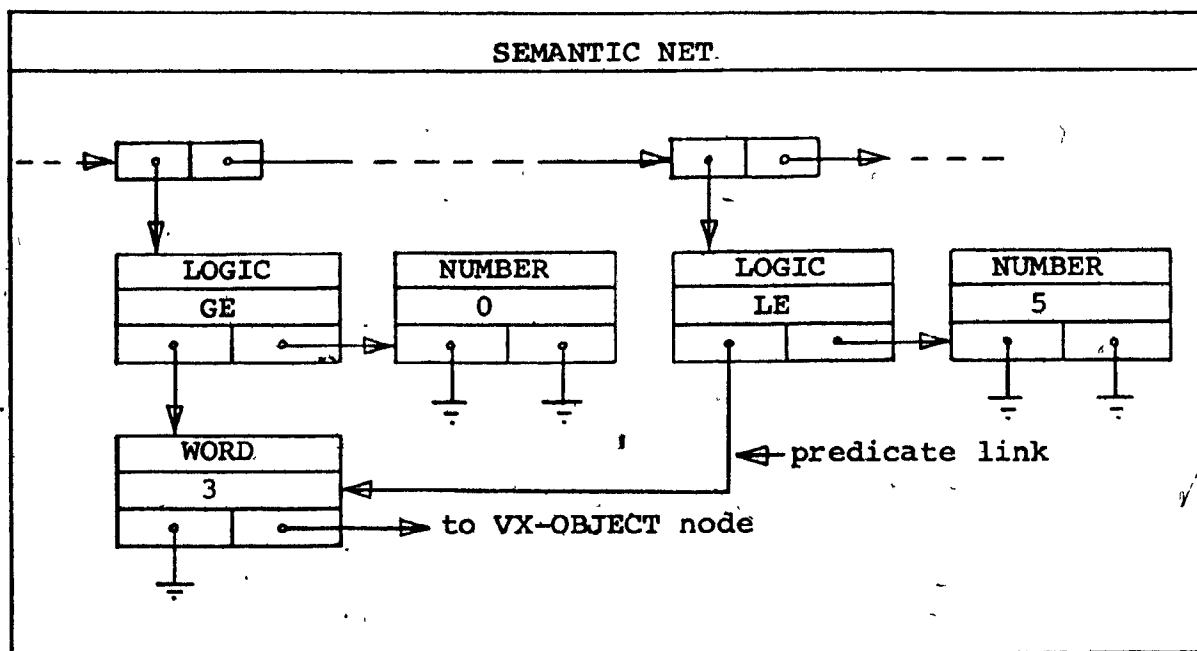 SEMANTIC NET
LOGIC NUMBER LOGIC NUMBER
GE 0 LE 5
WORD
predicate link
3
to VX-OBJECT node